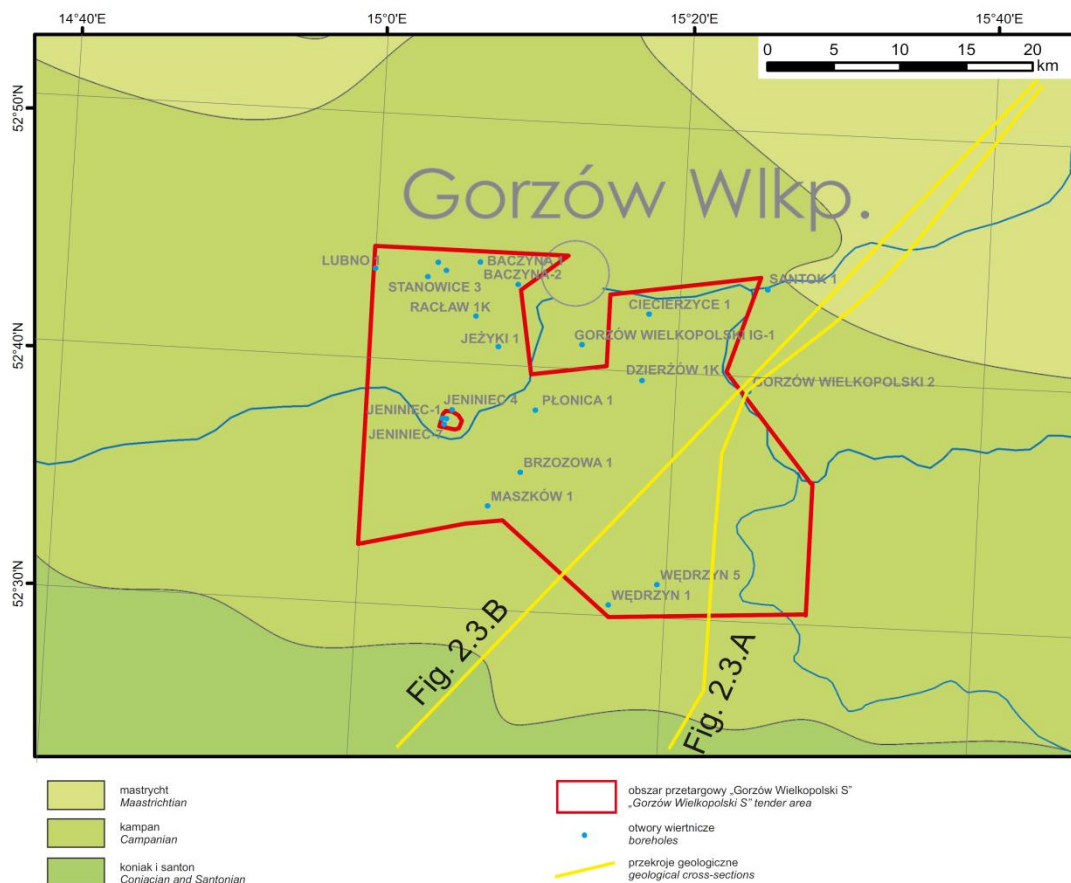 14°40'E 15°0'E 15°20'E 15°40'E
0 5 10 15 20
km
52°50'N
Gorzów Wlkp.
LUBNO 1
BACZYNA 1
BACZYNA-2
SANTOK 1
STANOWICE 3
RACŁAW 1K
CIECIERZYCE 1
52°40'N
JEŻYKI 1
GORZÓW WIELKOPOLSKI IG-1
DZIERŻÓW 1K
GORZÓW WIELKOPOLSKI 2
JENINIEC-1
JENINIEC 4
PŁONICA 1
JENINIEC-7
BRZOZOWA 1
MASZKÓW 1
52°30'N
WĘDRZYN 5
WĘDRZYN 1
Fig. 2.3.B
Fig. 2.3.A
mastrycht
Maastrichtian
kampan
Campanian
koniak i santon
Coniacian and Santonian
obszar przetargowy „Gorzów Wielkopolski S”
„Gorzów Wielkopolski S” tender area
otwory wiertnicze
boreholes
przekroje geologiczne
geological cross-sections